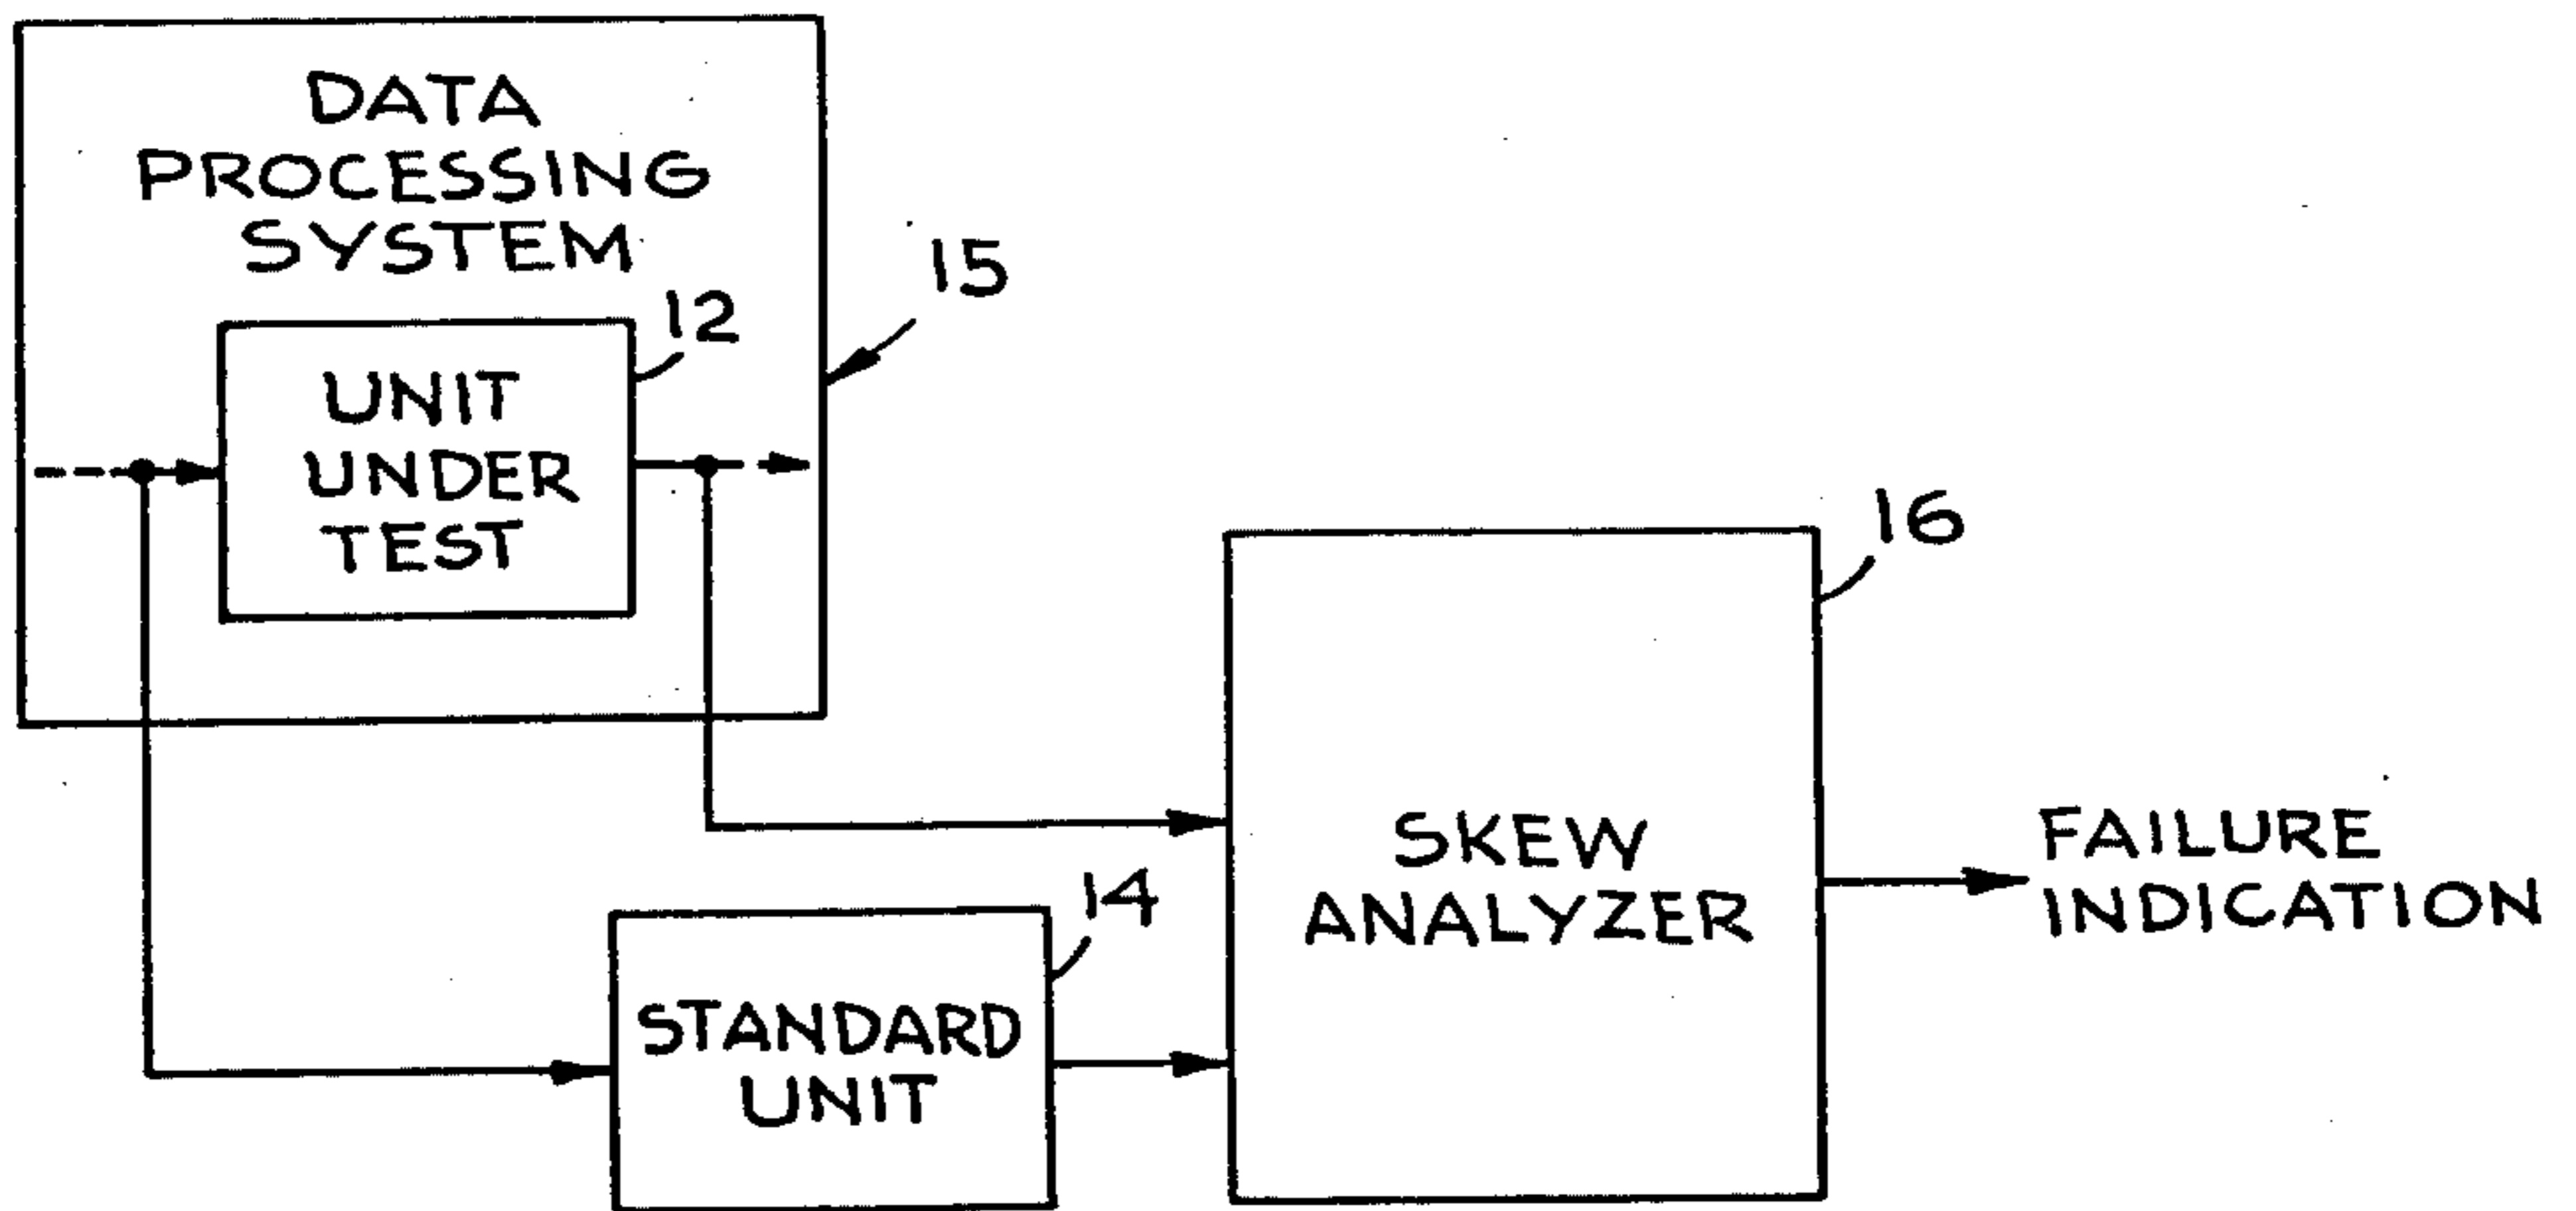 DATA
PROCESSING
SYSTEM
15
12
UNIT
UNDER
TEST
16
SKEW
ANALYZER
FAILURE
INDICATION
14
STANDARD
UNIT